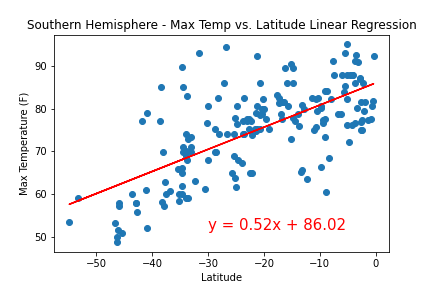 Southern Hemisphere - Max Temp vs. Latitude Linear Regression
Max Temperature (F)
90
80
70
60
50
y = 0.52x + 86.02
−50
−40
−30
−20
−10
0
Latitude